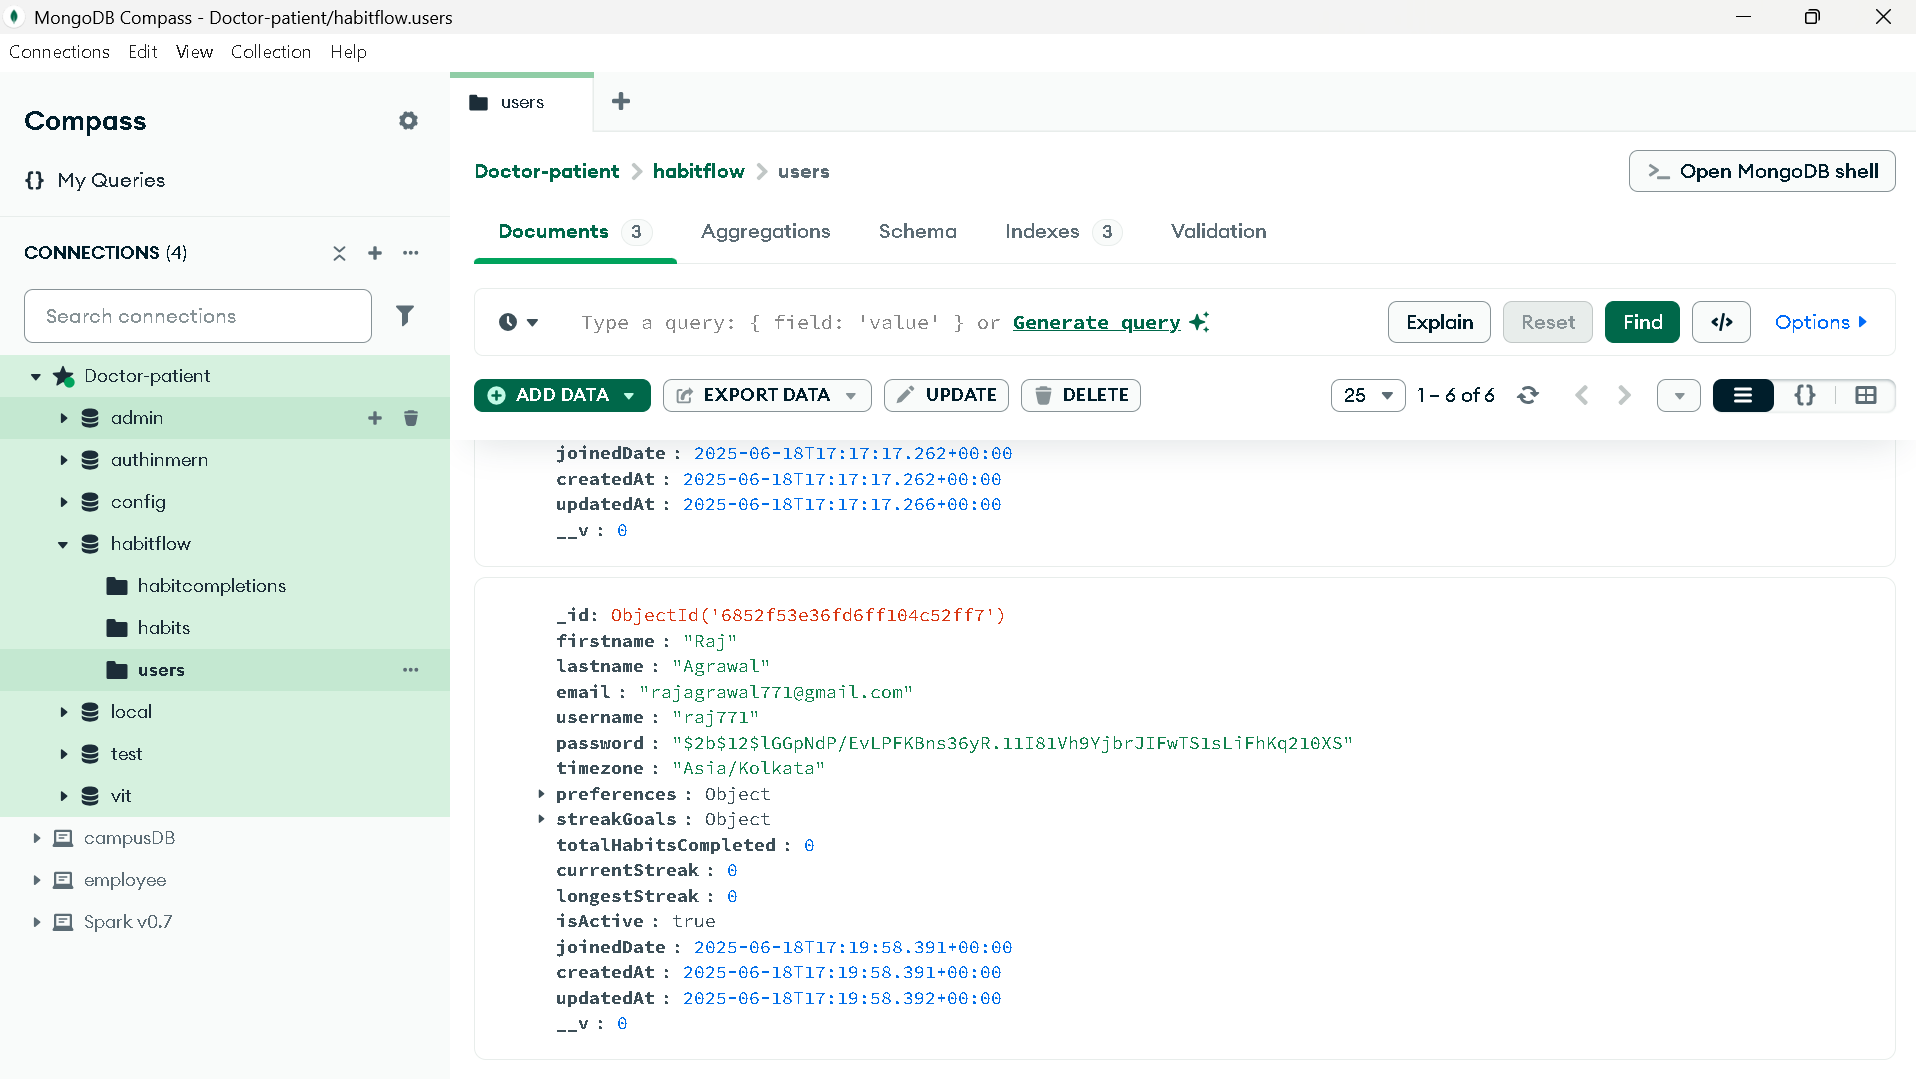 MongoDB Compass - Doctor-patient/habitflow.users
Connections Edit View Collection Help
Compass
{} My Queries
CONNECTIONS (4)
Search connections
Doctor-patient
admin
authinmern
config
habitflow
habitcompletions
habits
users
local
test
vit
campusDB
employee
Spark v0.7
users
Doctor-patient > habitflow > users
>_ Open MongoDB shell
Documents 3 Aggregations Schema Indexes 3 Validation
Type a query: { field: 'value' } or Generate query
Explain Reset Find </> Options
ADD DATA EXPORT DATA UPDATE DELETE
25 1 – 6 of 6 {}
joinedDate : 2025-06-18T17:17:17.262+00:00
createdAt : 2025-06-18T17:17:17.262+00:00
updatedAt : 2025-06-18T17:17:17.266+00:00
__v : 0
_id: ObjectId('6852f53e36fd6ff104c52ff7')
firstname : "Raj"
lastname : "Agrawal"
email : "rajagrawal771@gmail.com"
username : "raj771"
password : "$2b$12$lGGpNdP/EvLPFKBns36yR.11I81Vh9YjbrJIFwTS1sLiFhKq210XS"
timezone : "Asia/Kolkata"
preferences : Object
streakGoals : Object
totalHabitsCompleted : 0
currentStreak : 0
longestStreak : 0
isActive : true
joinedDate : 2025-06-18T17:19:58.391+00:00
createdAt : 2025-06-18T17:19:58.391+00:00
updatedAt : 2025-06-18T17:19:58.392+00:00
__v : 0